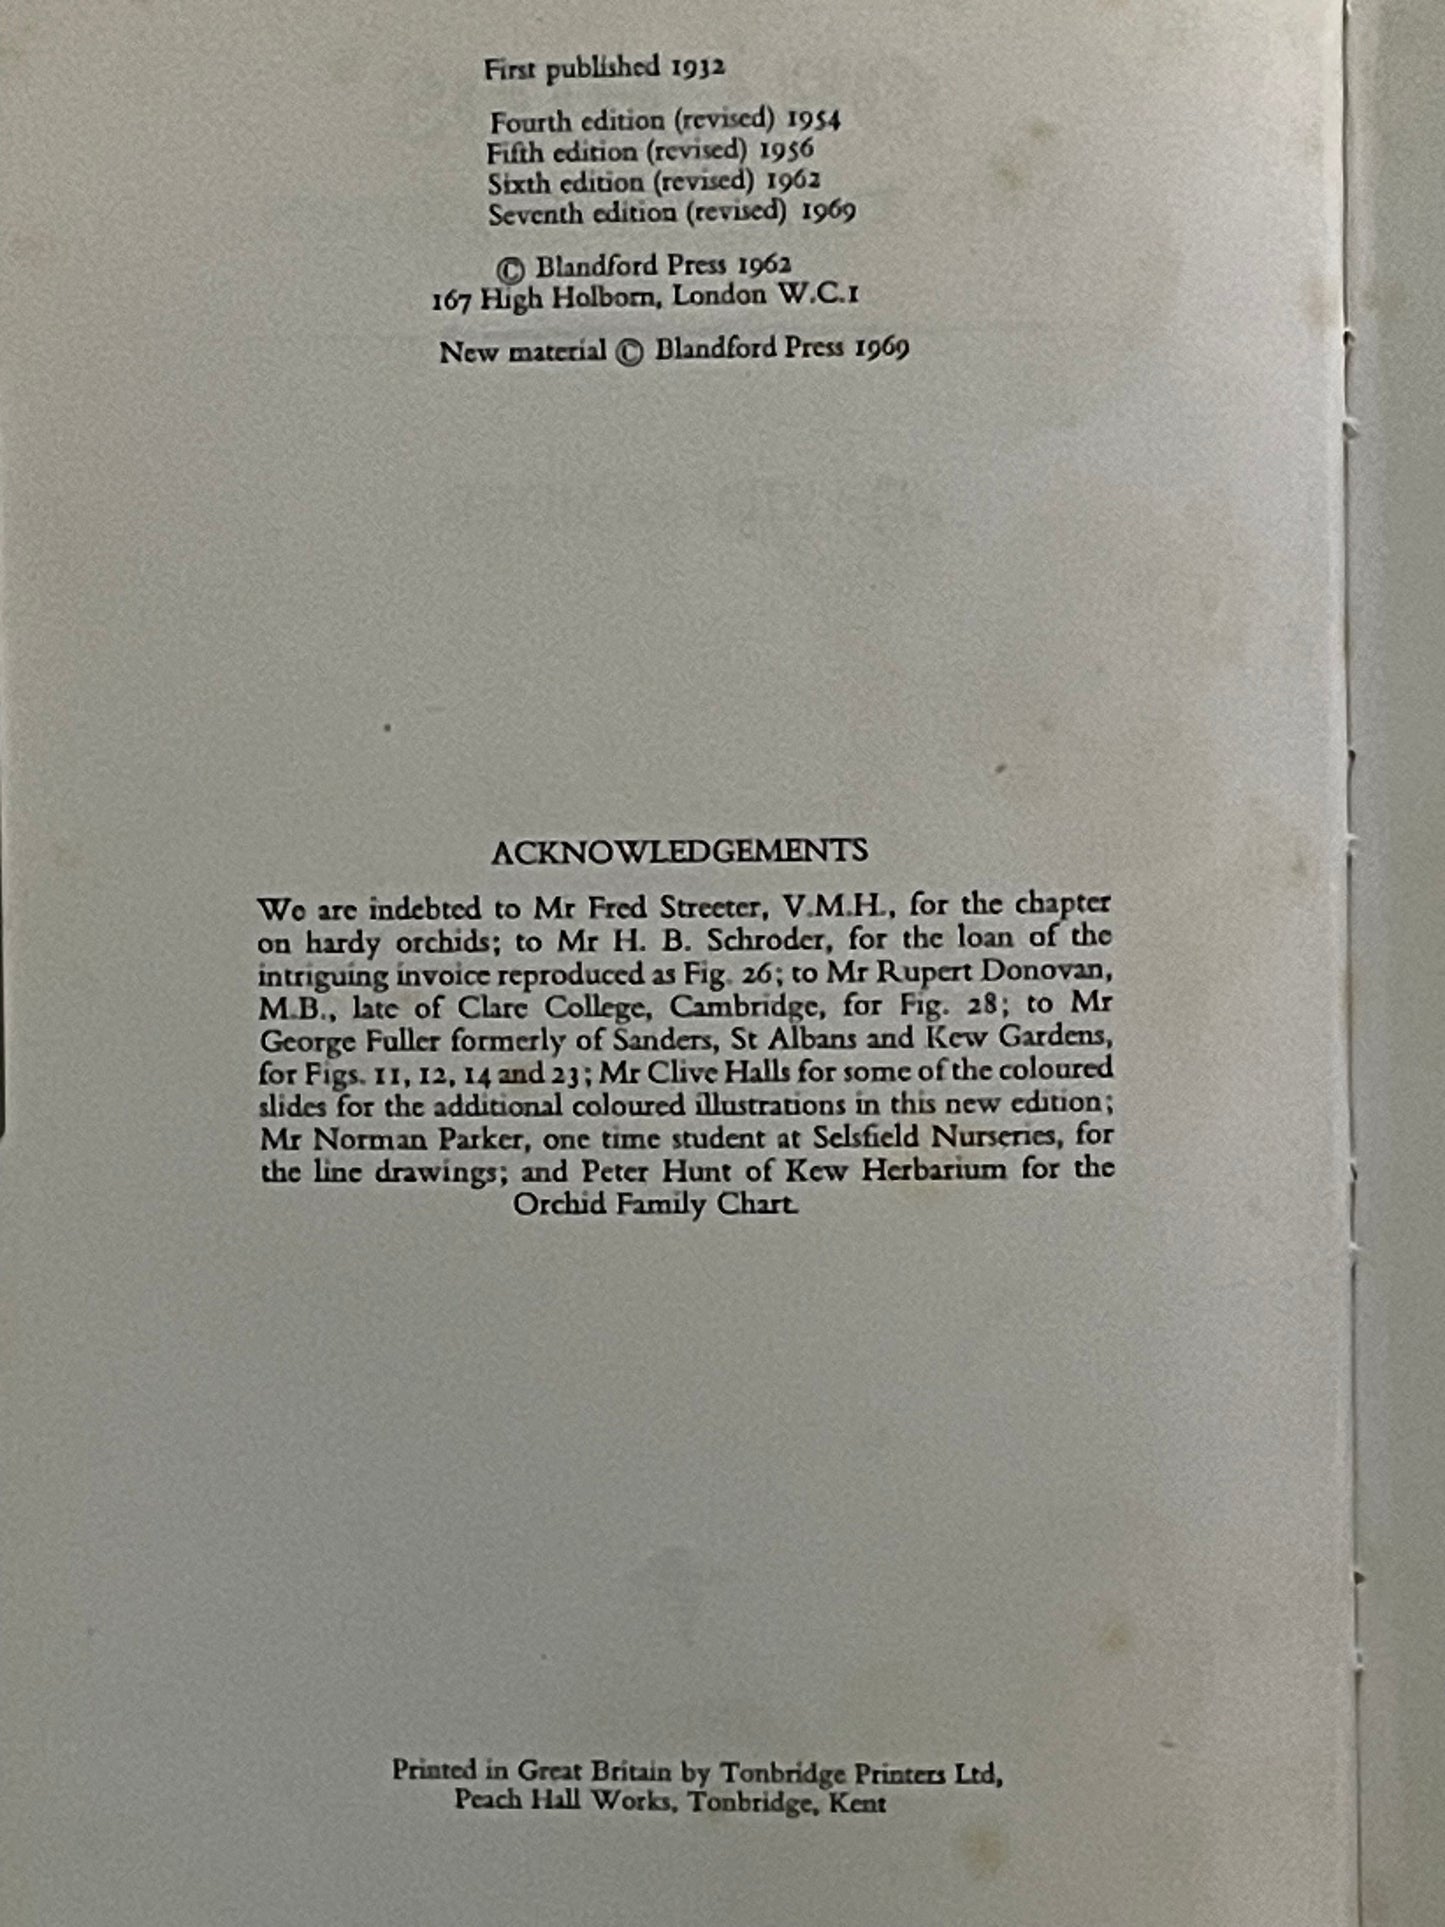 First published 1932
Fourth edition (revised) 1954
Fifth edition (revised) 1956
Sixth edition (revised) 1962
Seventh edition (revised) 1969
© Blandford Press 1962
167 High Holborn, London W.C.1
New material © Blandford Press 1969
ACKNOWLEDGEMENTS
We are indebted to Mr Fred Streeter, V.M.H., for the chapter
on hardy orchids; to Mr H. B. Schroder, for the loan of the
intriguing invoice reproduced as Fig. 26; to Mr Rupert Donovan,
M.B., late of Clare College, Cambridge, for Fig. 28; to Mr
George Fuller formerly of Sanders, St Albans and Kew Gardens,
for Figs. 11, 12, 14 and 23; Mr Clive Halls for some of the coloured
slides for the additional coloured illustrations in this new edition;
Mr Norman Parker, one time student at Selsfield Nurseries, for
the line drawings; and Peter Hunt of Kew Herbarium for the
Orchid Family Chart.
Printed in Great Britain by Tonbridge Printers Ltd,
Peach Hall Works, Tonbridge, Kent